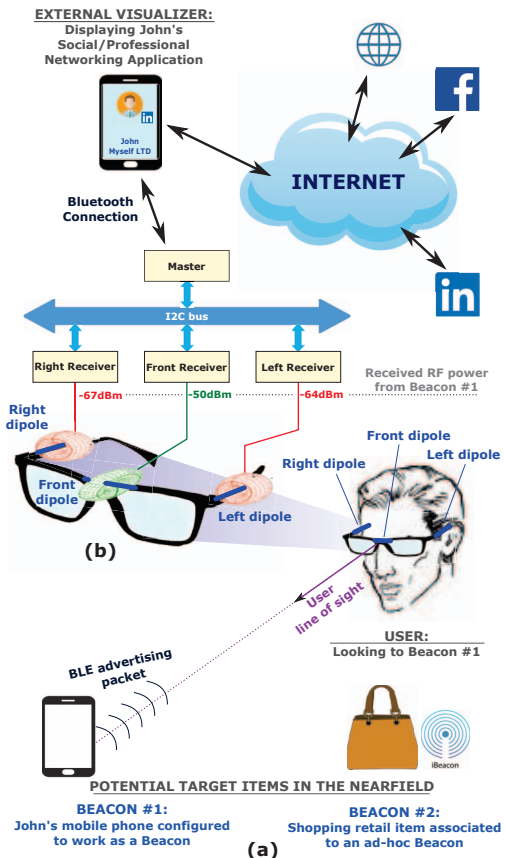 EXTERNAL VISUALIZER:
Displaying John's
Social/Professional
Networking Application
in
John
Myself LTD
f
INTERNET
Bluetooth
Connection
in
Master
I2C bus
Right Receiver
Front Receiver
Left Receiver
Received RF power
from Beacon #1
-67dBm
-50dBm
-64dBm
Right
dipole
Front
dipole
Left dipole
(b)
Front dipole
Right dipole
Left dipole
User
line of sight
USER:
Looking to Beacon #1
BLE advertising
packet
iBeacon
POTENTIAL TARGET ITEMS IN THE NEARFIELD
BEACON #1:
John's mobile phone configured
to work as a Beacon
BEACON #2:
Shopping retail item associated
to an ad-hoc Beacon
(a)